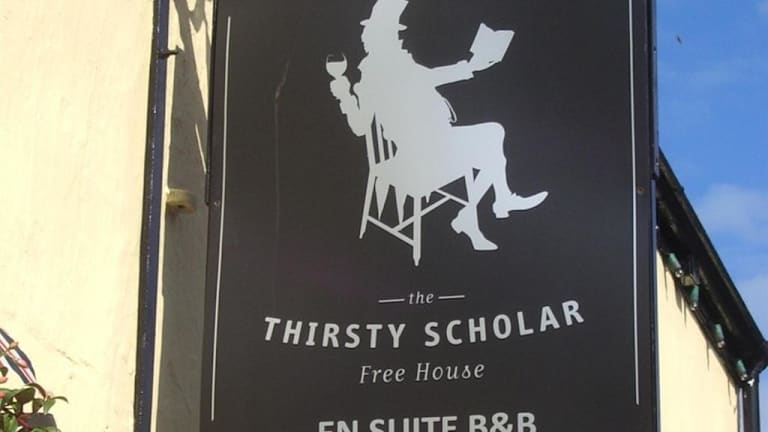 the
THIRSTY SCHOLAR
Free House
EN SUITE B&B